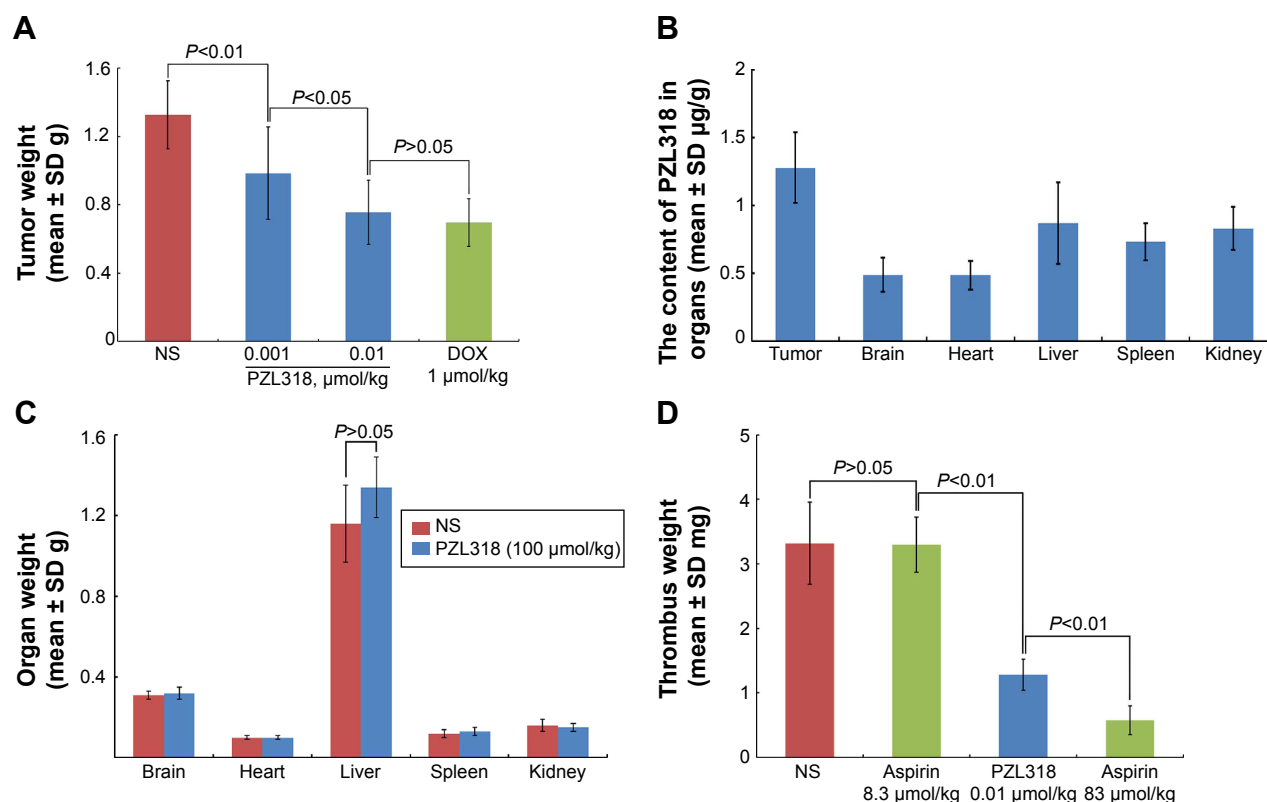 A
Tumor weight
(mean ± SD g)
1.6
1.2
0.8
0.4
0
P<0.01
P<0.05
P>0.05
NS
0.001
0.01
DOX
PZL318, µmol/kg
1 µmol/kg
B
The content of PZL318 in
organs (mean ± SD µg/g)
2
1.5
1
0.5
0
Tumor
Brain
Heart
Liver
Spleen
Kidney
C
Organ weight
(mean ± SD g)
1.6
1.2
0.8
0.4
P>0.05
NS
PZL318 (100 µmol/kg)
Brain
Heart
Liver
Spleen
Kidney
D
Thrombus weight
(mean ± SD mg)
5
4
3
2
1
0
P>0.05
P<0.01
P<0.01
NS
Aspirin
8.3 µmol/kg
PZL318
0.01 µmol/kg
Aspirin
83 µmol/kg